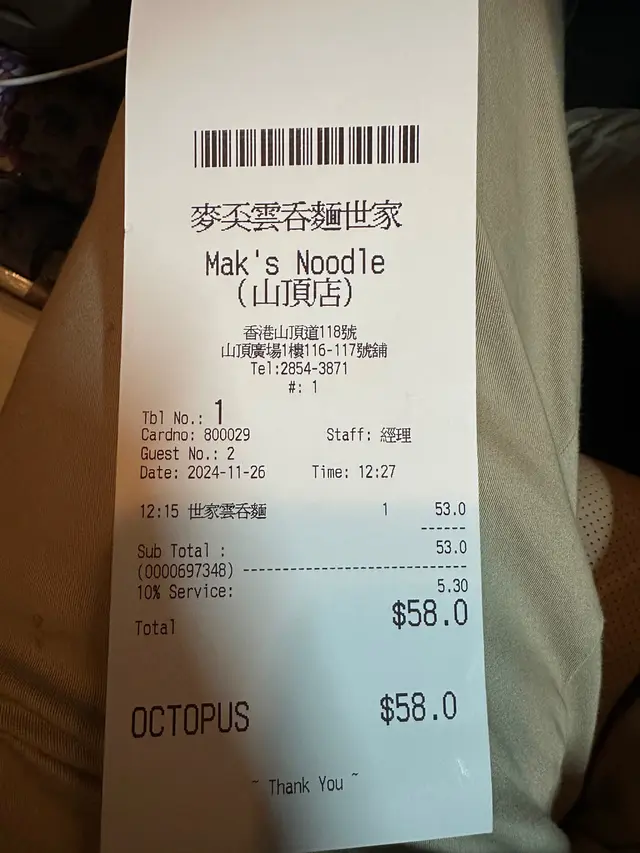 麥奀雲吞麵世家
Mak's Noodle
(山頂店)
香港山頂道118號
山頂廣場1樓116-117號舖
Tel:2854-3871
#: 1
Tbl No.: 1
Cardno: 800029 Staff: 經理
Guest No.: 2
Date: 2024-11-26 Time: 12:27
12:15 世家雲吞麵 1 53.0
------
Sub Total : 53.0
(0000697348) ---------------------------
10% Service: 5.30
Total $58.0
OCTOPUS $58.0
~ Thank You ~